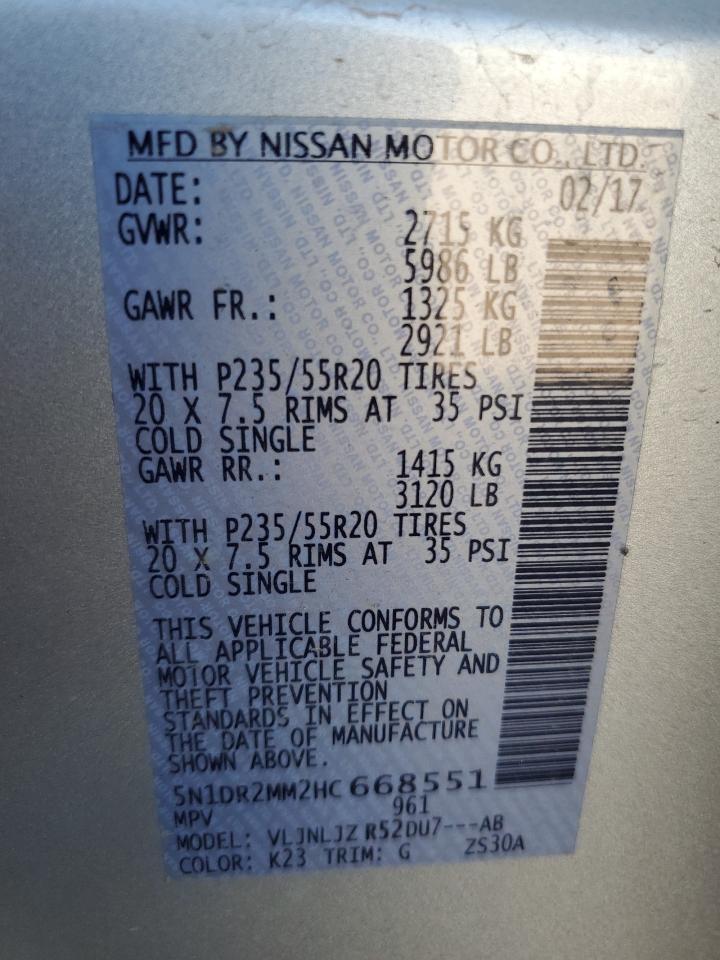 MFD BY NISSAN MOTOR CO., LTD.
DATE: 02/17
GVWR: 2715 KG
5986 LB
GAWR FR.: 1325 KG
2921 LB
WITH P235/55R20 TIRES
20 X 7.5 RIMS AT 35 PSI
COLD SINGLE
GAWR RR.: 1415 KG
3120 LB
WITH P235/55R20 TIRES
20 X 7.5 RIMS AT 35 PSI
COLD SINGLE
THIS VEHICLE CONFORMS TO
ALL APPLICABLE FEDERAL
MOTOR VEHICLE SAFETY AND
THEFT PREVENTION
STANDARDS IN EFFECT ON
THE DATE OF MANUFACTURE
SHOWN ABOVE.
5N1DR2MM2HC 668551
MPV 961
MODEL: VLJNLJZ R52DU7---AB
COLOR: K23 TRIM: G ZS30A